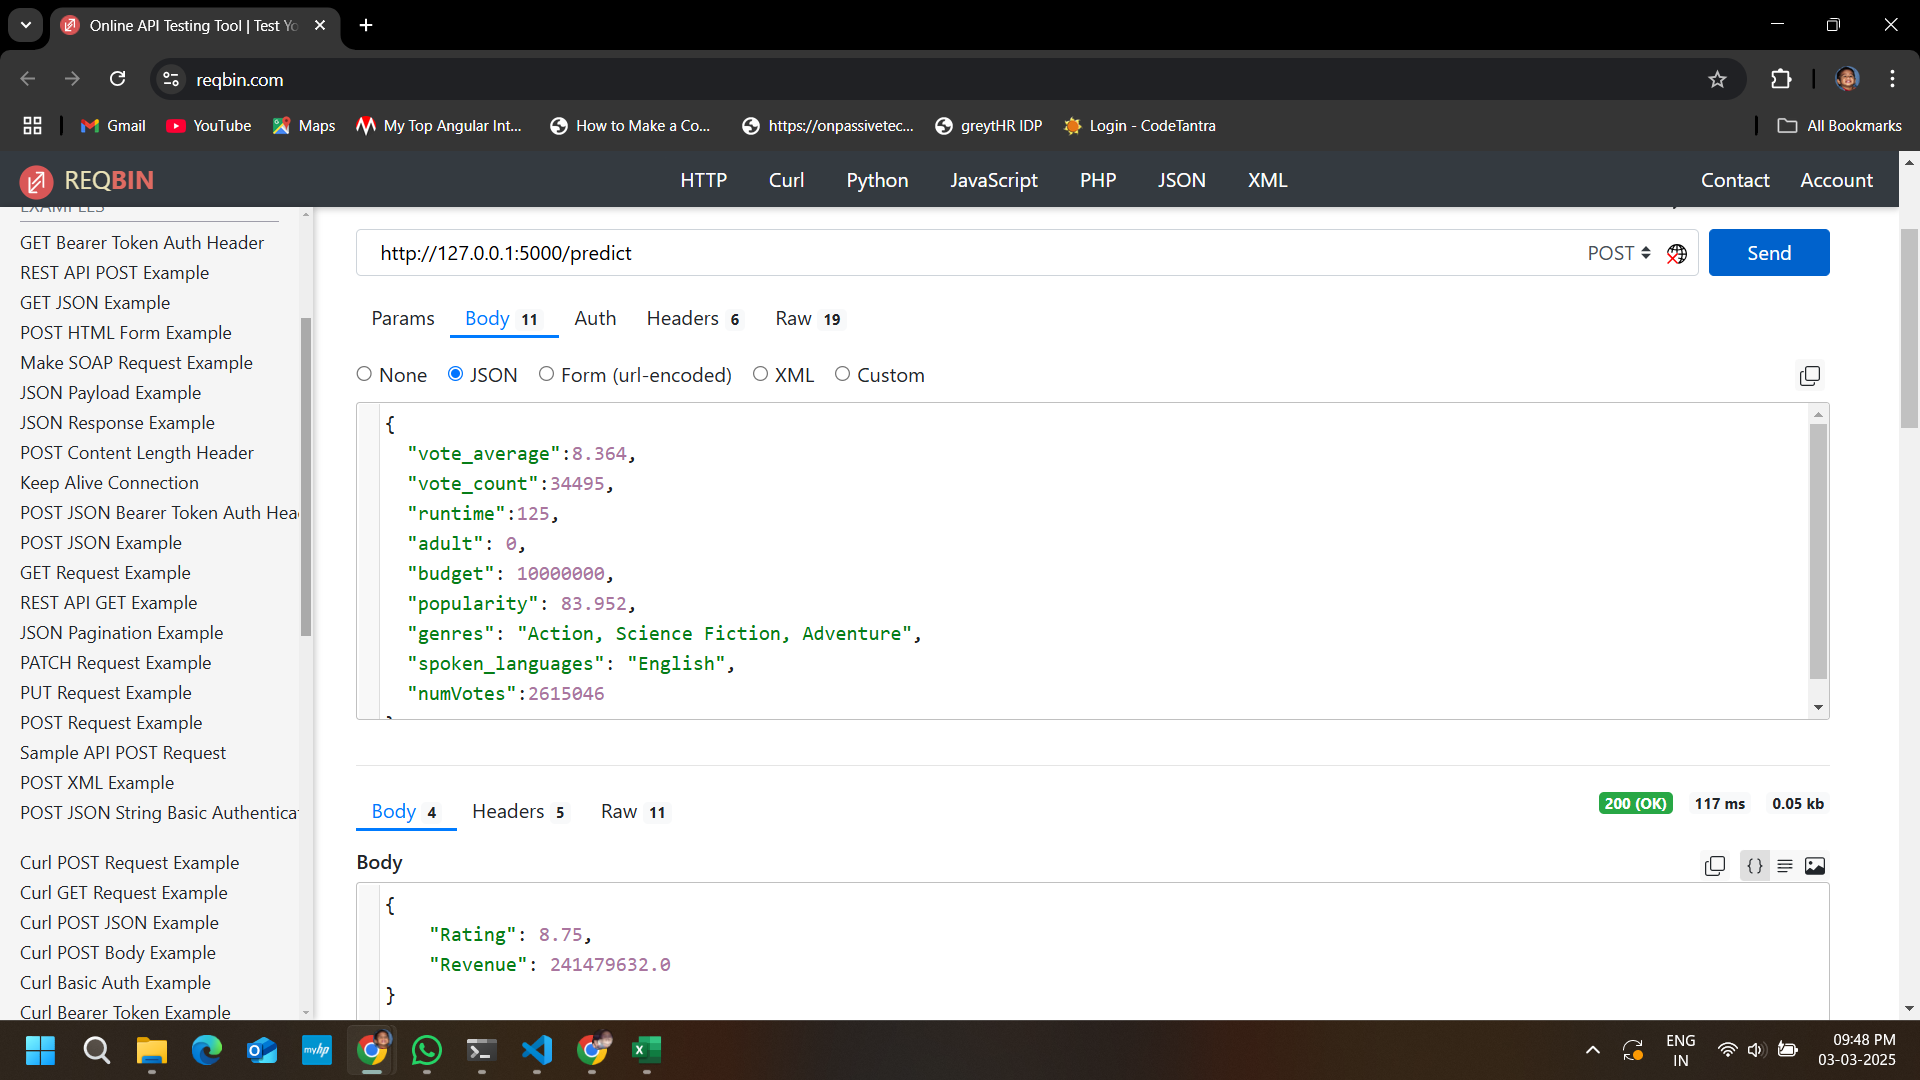 Online API Testing Tool | Test Yo
reqbin.com
Gmail
YouTube
Maps
My Top Angular Int...
How to Make a Co...
https://onpassivetec...
greytHR IDP
Login - CodeTantra
All Bookmarks
REQBIN
HTTP
Curl
Python
JavaScript
PHP
JSON
XML
Contact
Account
EXAMPLES
GET Bearer Token Auth Header
REST API POST Example
GET JSON Example
POST HTML Form Example
Make SOAP Request Example
JSON Payload Example
JSON Response Example
POST Content Length Header
Keep Alive Connection
POST JSON Bearer Token Auth Hea
POST JSON Example
GET Request Example
REST API GET Example
JSON Pagination Example
PATCH Request Example
PUT Request Example
POST Request Example
Sample API POST Request
POST XML Example
POST JSON String Basic Authenticat
Curl POST Request Example
Curl GET Request Example
Curl POST JSON Example
Curl POST Body Example
Curl Basic Auth Example
Curl Bearer Token Example
http://127.0.0.1:5000/predict
POST
Send
Params
Body 11
Auth
Headers 6
Raw 19
None
JSON
Form (url-encoded)
XML
Custom
{
"vote_average":8.364,
"vote_count":34495,
"runtime":125,
"adult": 0,
"budget": 10000000,
"popularity": 83.952,
"genres": "Action, Science Fiction, Adventure",
"spoken_languages": "English",
"numVotes":2615046
}
Body 4
Headers 5
Raw 11
200 (OK)
117 ms
0.05 kb
Body
{}
{
"Rating": 8.75,
"Revenue": 241479632.0
}
myhp
ENG
IN
09:48 PM
03-03-2025